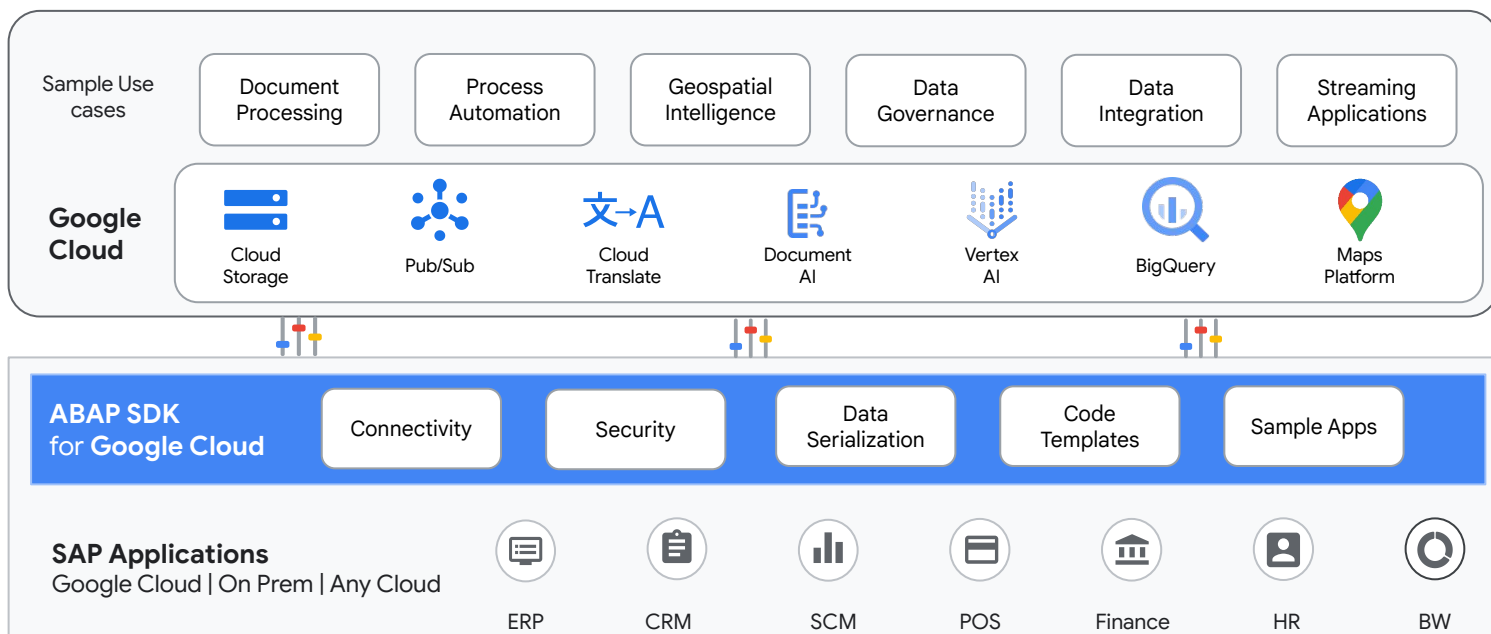 Sample Use
cases
Document
Processing
Process
Automation
Geospatial
Intelligence
Data
Governance
Data
Integration
Streaming
Applications
Google
Cloud
文→A
Cloud
Storage
Pub/Sub
Cloud
Translate
Document
AI
Vertex
AI
BigQuery
Maps
Platform
ABAP SDK
for Google Cloud
Connectivity
Security
Data
Serialization
Code
Templates
Sample Apps
SAP Applications
Google Cloud | On Prem | Any Cloud
ERP
CRM
SCM
POS
Finance
HR
BW